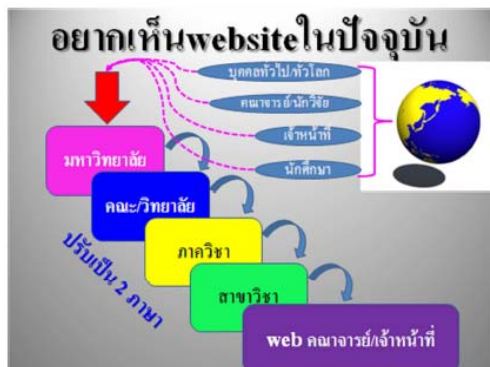 อยากเห็นwebsiteในปัจจุบัน
บุคคลทั่วไป/ทั่วโลก
คณาจารย์/นักวิจัย
เจ้าหน้าที่
นักศึกษา
มหาวิทยาลัย
คณะ/วิทยาลัย
ภาควิชา
สาขาวิชา
web คณาจารย์/เจ้าหน้าที่
ปรับเป็น 2 ภาษา